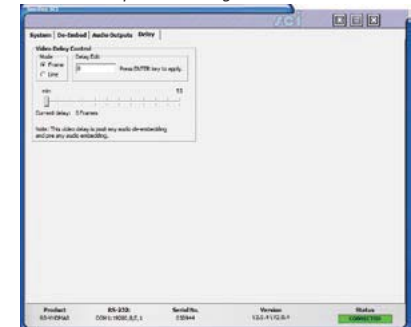 System | De-Embed | Audio Outputs | Delay
Video Delay Control
Mode
Delay Edit
Frame
0
Press ENTER key to apply.
Line
min
Current delay: 0 Frames
Note: This video delay is post any audio de-embedding
and pre any audio embedding.
Product
RS-232:
Serial No.
Version
Status
CONNECTED